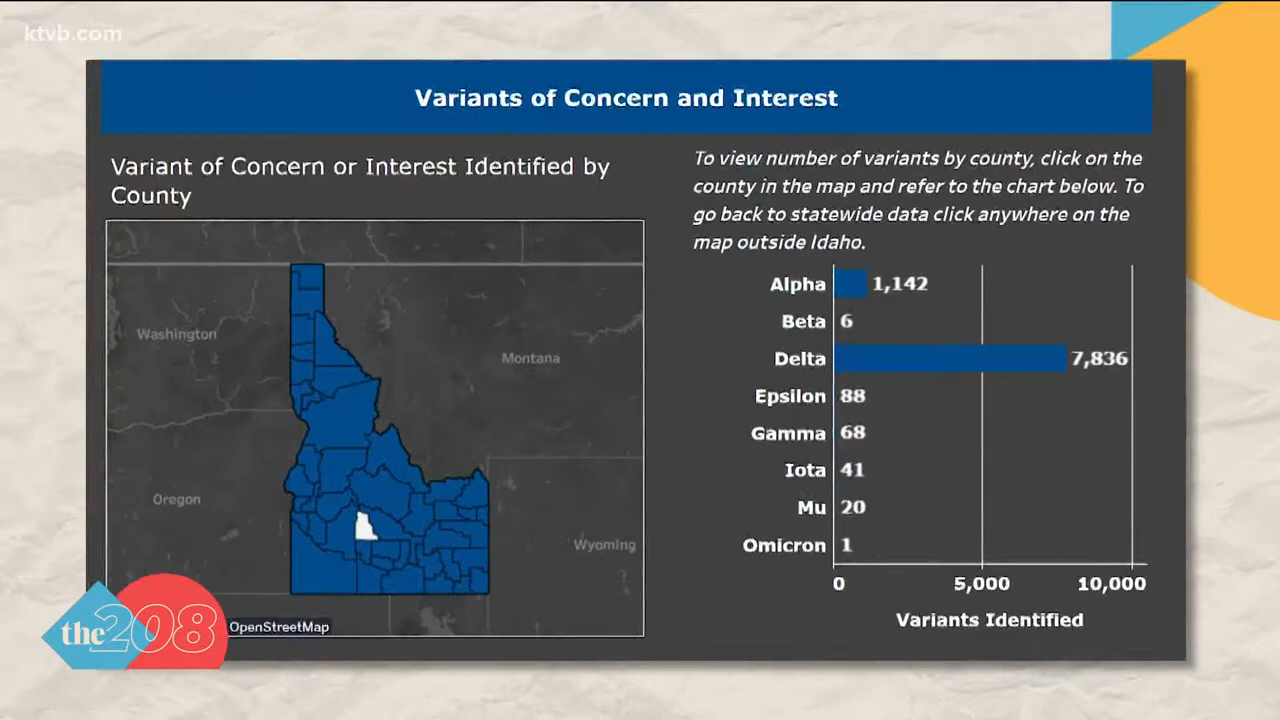 ktvb.com
Variants of Concern and Interest
Variant of Concern or Interest Identified by
County
To view number of variants by county, click on the
county in the map and refer to the chart below. To
go back to statewide data click anywhere on the
map outside Idaho.
Washington
Montana
Oregon
Wyoming
OpenStreetMap
Alpha 1,142
Beta 6
Delta 7,836
Epsilon 88
Gamma 68
Iota 41
Mu 20
Omicron 1
0 5,000 10,000
Variants Identified
the 208